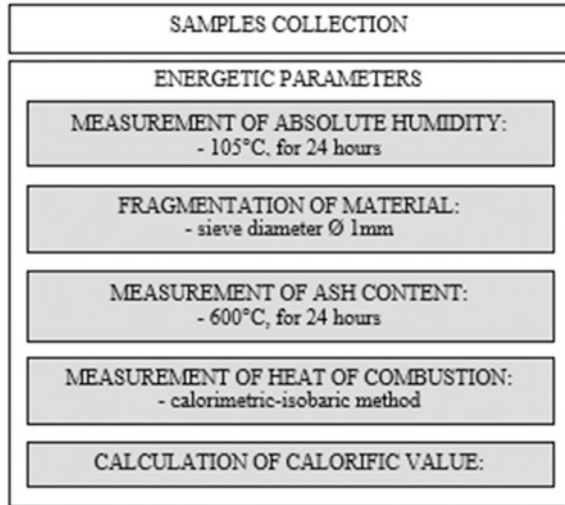 SAMPLES COLLECTION
ENERGETIC PARAMETERS
MEASUREMENT OF ABSOLUTE HUMIDITY:
- 105°C, for 24 hours
FRAGMENTATION OF MATERIAL:
- sieve diameter Ø 1mm
MEASUREMENT OF ASH CONTENT:
- 600°C, for 24 hours
MEASUREMENT OF HEAT OF COMBUSTION:
- calorimetric-isobaric method
CALCULATION OF CALORIFIC VALUE: